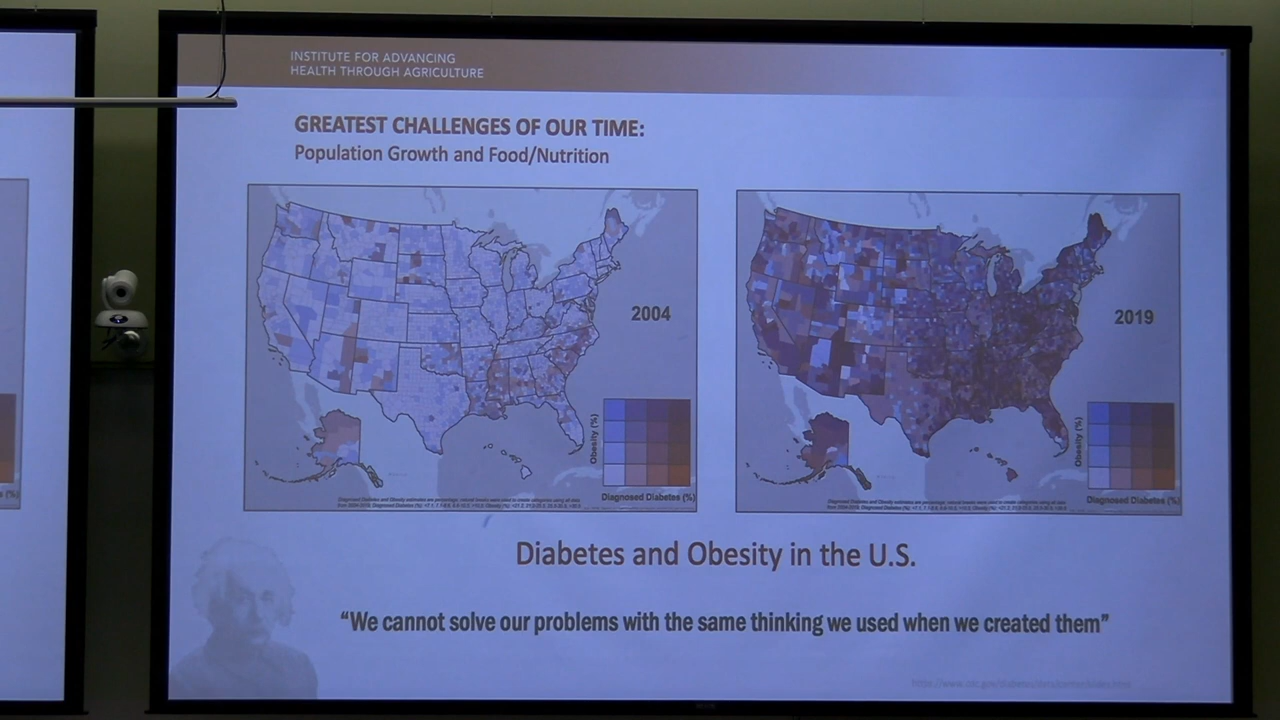 INSTITUTE FOR ADVANCING
HEALTH THROUGH AGRICULTURE
GREATEST CHALLENGES OF OUR TIME:
Population Growth and Food/Nutrition
2004
Obesity (%)
Diagnosed Diabetes (%)
2019
Obesity (%)
Diagnosed Diabetes (%)
Diabetes and Obesity in the U.S.
“We cannot solve our problems with the same thinking we used when we created them”
(%)